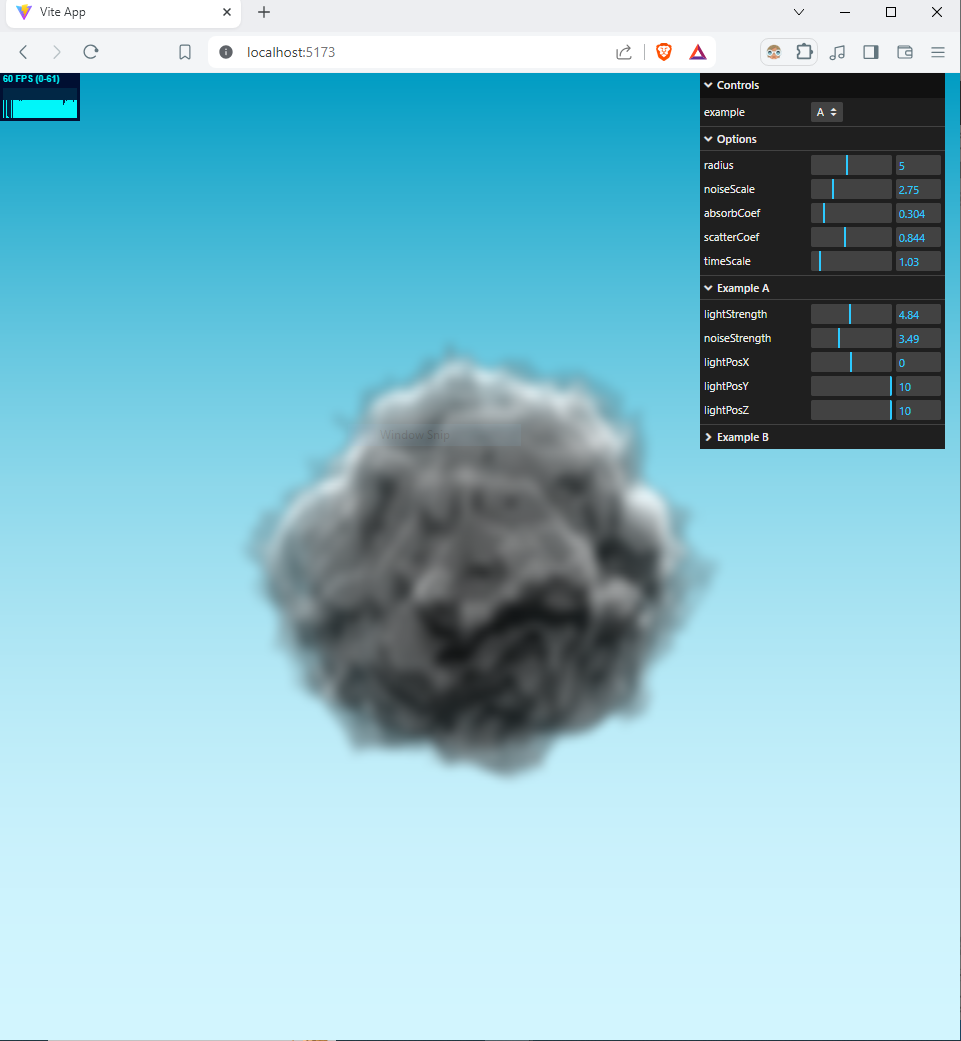 Vite App
localhost:5173
60 FPS (0-61)
Controls
example A
Options
radius 5
noiseScale 2.75
absorbCoef 0.304
scatterCoef 0.844
timeScale 1.03
Example A
lightStrength 4.84
noiseStrength 3.49
lightPosX 0
lightPosY 10
lightPosZ 10
Example B
Window Snip